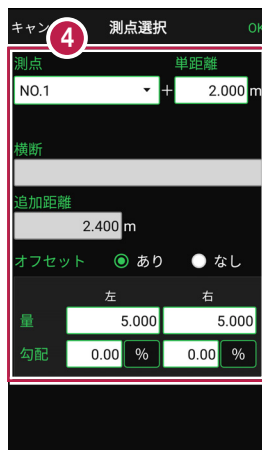 キャン 4 測点選択 OK
測点 単距離
NO.1 + 2.000 m
横断
追加距離
2.400 m
オフセット あり なし
左 右
量 5.000 5.000
勾配 0.00 % 0.00 %